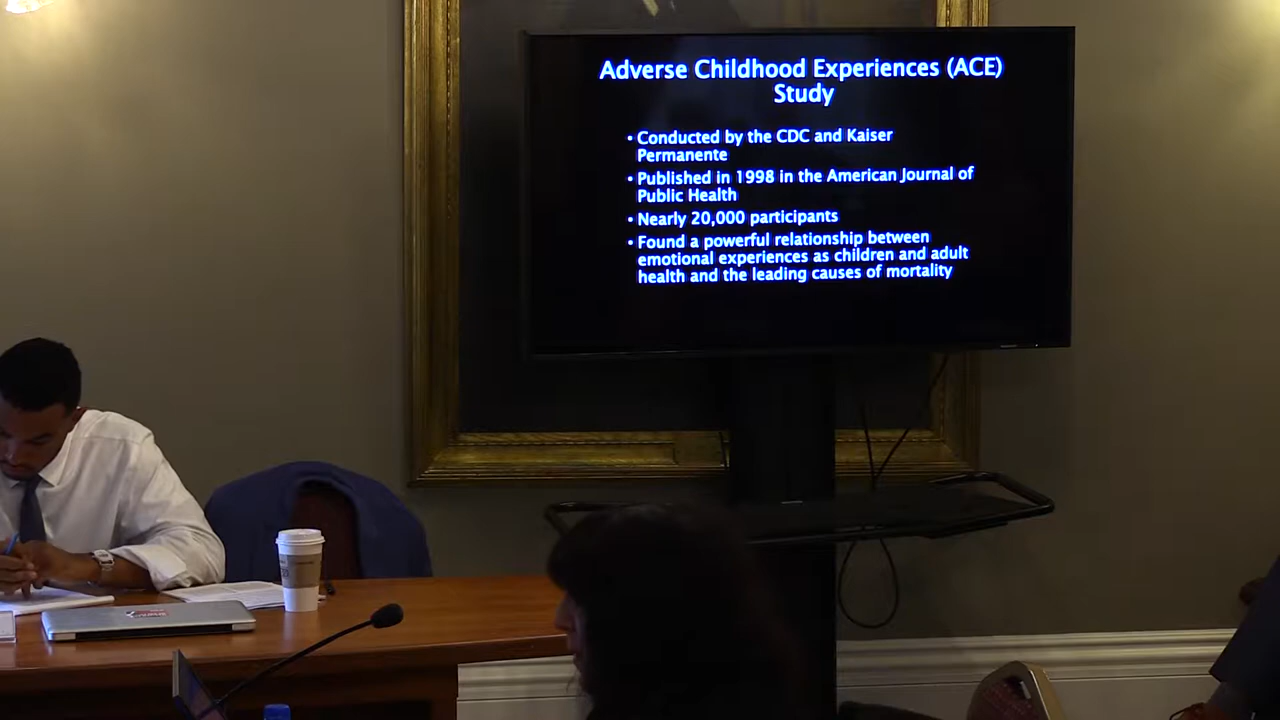 Adverse Childhood Experiences (ACE)
Study
• Conducted by the CDC and Kaiser
Permanente
• Published in 1998 in the American Journal of
Public Health
• Nearly 20,000 participants
• Found a powerful relationship between
emotional experiences as children and adult
health and the leading causes of mortality